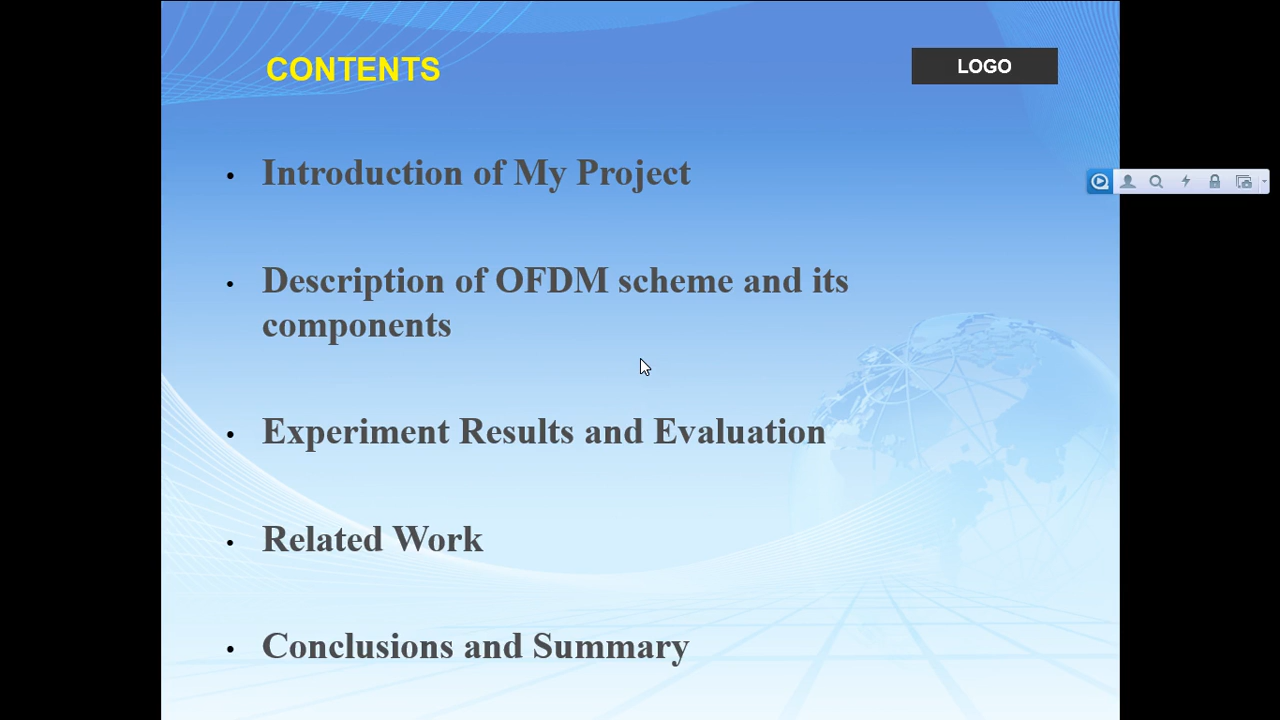 CONTENTS
LOGO
• Introduction of My Project
• Description of OFDM scheme and its
components
• Experiment Results and Evaluation
• Related Work
• Conclusions and Summary